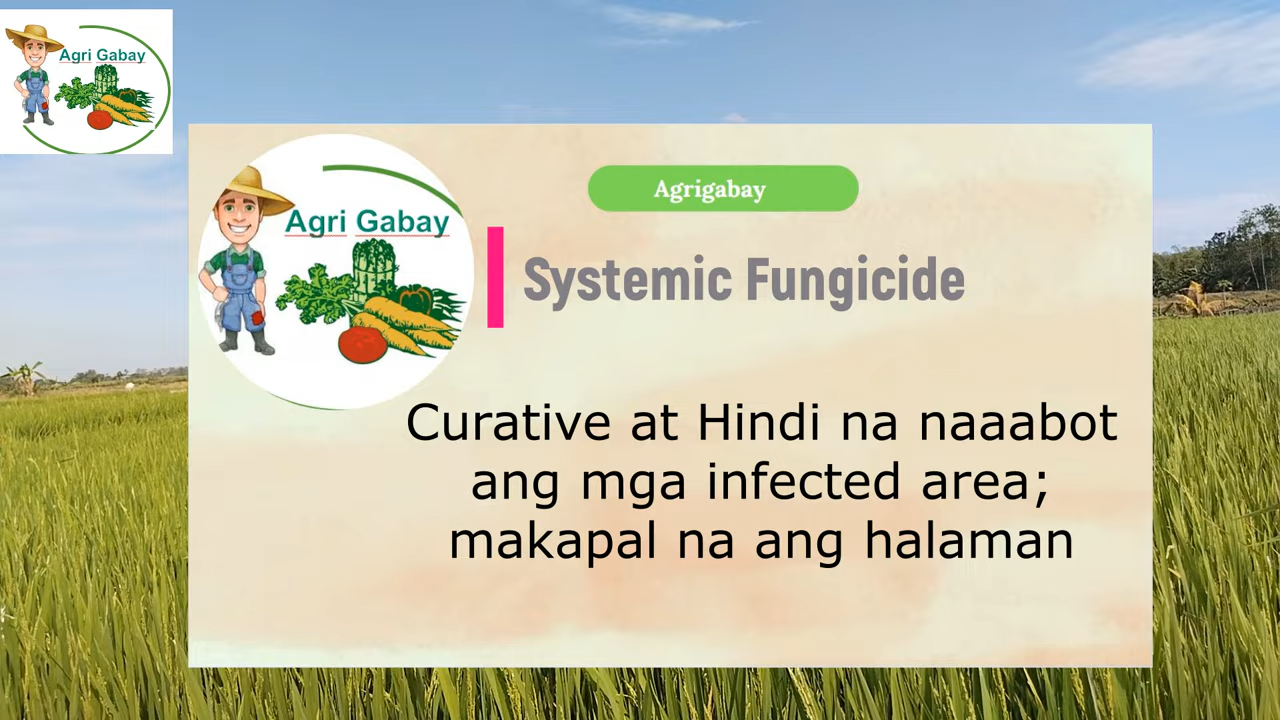 Agri Gabay
Agrigabay
Agri Gabay
Systemic Fungicide
Curative at Hindi na naaabot
ang mga infected area;
makapal na ang halaman